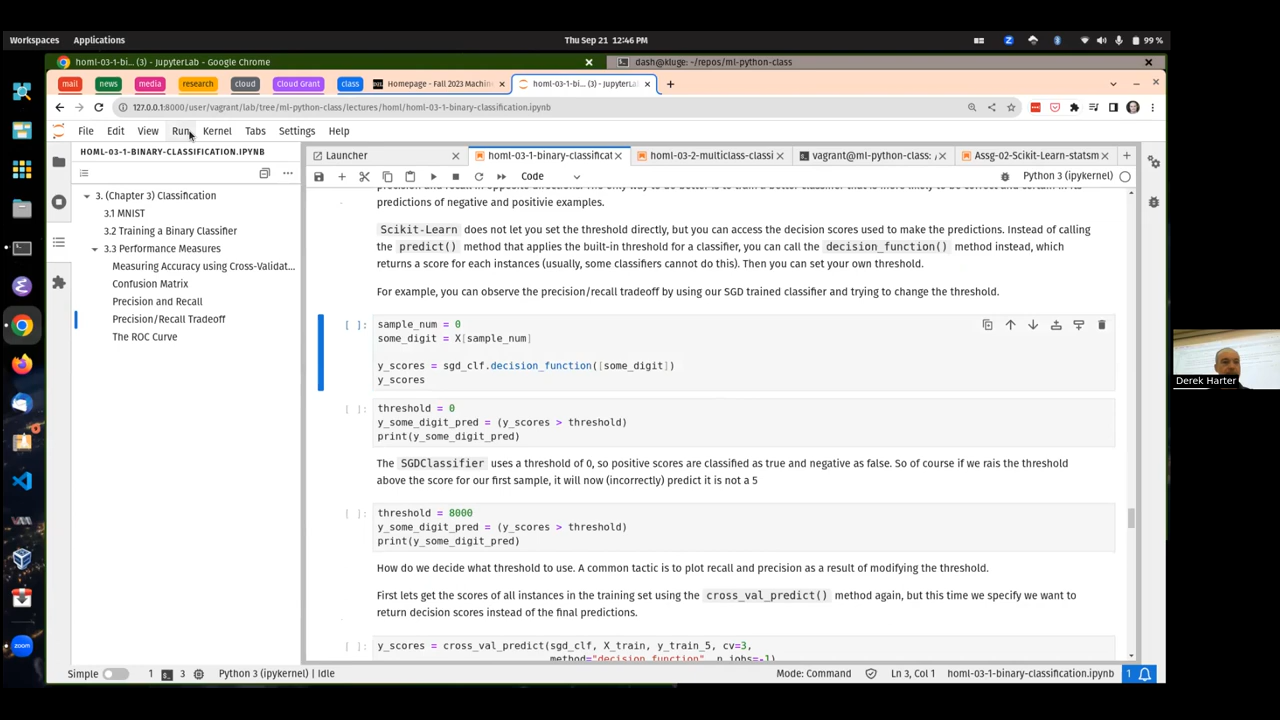 Workspaces Applications Thu Sep 21 12:46 PM 99 %
homl-03-1-bi... (3) - JupyterLab - Google Chrome
dash@kluge: ~/repos/ml-python-class
mail news media research cloud Cloud Grant class Homepage - Fall 2023 Machin homl-03-1-bi... (3) - JupyterL
127.0.0.1:8000/user/vagrant/lab/tree/ml-python-class/lectures/homl/homl-03-1-binary-classification.ipynb
File Edit View Run Kernel Tabs Settings Help
HOML-03-1-BINARY-CLASSIFICATION.IPYNB
Launcher homl-03-1-binary-classificat homl-03-2-multiclass-classi vagrant@ml-python-class: / Assg-02-Scikit-Learn-statsm
Code Python 3 (ipykernel)
3. (Chapter 3) Classification
3.1 MNIST
3.2 Training a Binary Classifier
3.3 Performance Measures
Measuring Accuracy using Cross-Validat...
Confusion Matrix
Precision and Recall
Precision/Recall Tradeoff
The ROC Curve
predictions of negative and positivie examples.
Scikit-Learn does not let you set the threshold directly, but you can access the decision scores used to make the predictions. Instead of calling
the predict() method that applies the built-in threshold for a classifier, you can call the decision_function() method instead, which
returns a score for each instances (usually, some classifiers cannot do this). Then you can set your own threshold.
For example, you can observe the precision/recall tradeoff by using our SGD trained classifier and trying to change the threshold.
[ ]: sample_num = 0
some_digit = X[sample_num]
y_scores = sgd_clf.decision_function([some_digit])
y_scores
[ ]: threshold = 0
y_some_digit_pred = (y_scores > threshold)
print(y_some_digit_pred)
The SGDClassifier uses a threshold of 0, so positive scores are classified as true and negative as false. So of course if we rais the threshold
above the score for our first sample, it will now (incorrectly) predict it is not a 5
[ ]: threshold = 8000
y_some_digit_pred = (y_scores > threshold)
print(y_some_digit_pred)
How do we decide what threshold to use. A common tactic is to plot recall and precision as a result of modifying the threshold.
First lets get the scores of all instances in the training set using the cross_val_predict() method again, but this time we specify we want to
return decision scores instead of the final predictions.
[ ]: y_scores = cross_val_predict(sgd_clf, X_train, y_train_5, cv=3,
method="decision_function", n_jobs=-1)
Derek Harter
zoom
Simple 1 3 Python 3 (ipykernel) | Idle Mode: Command Ln 3, Col 1 homl-03-1-binary-classification.ipynb 1